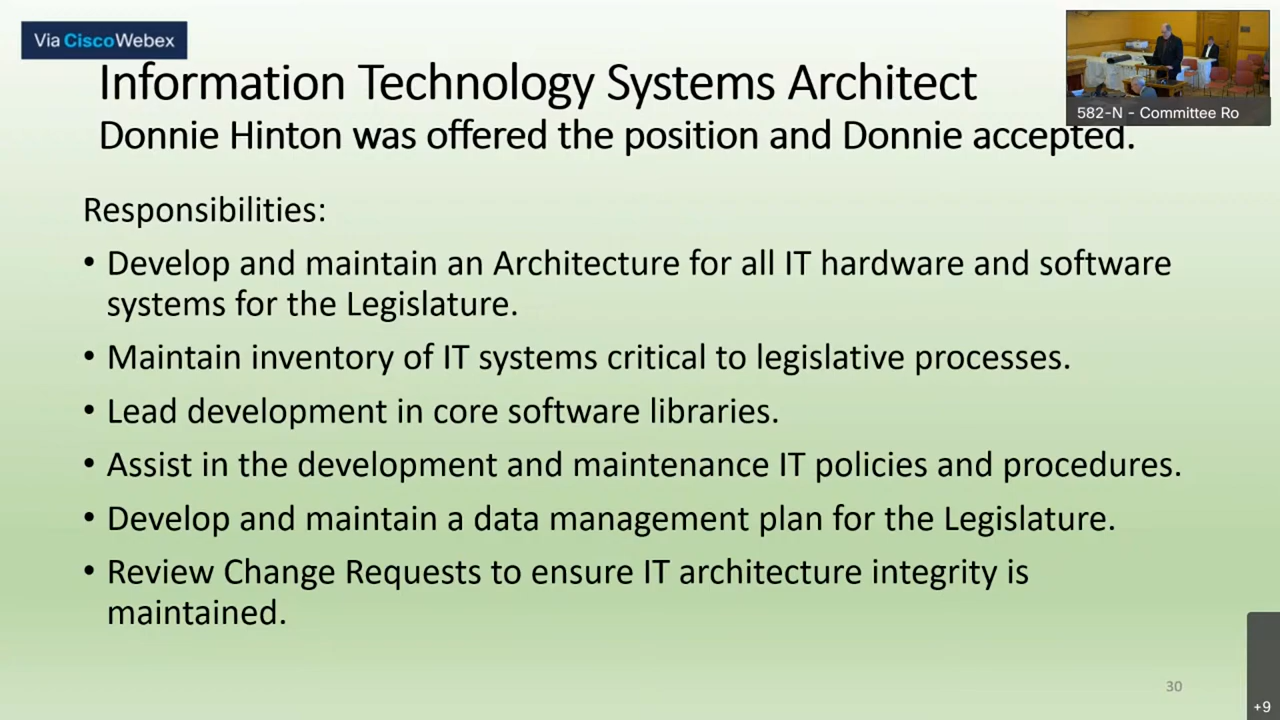 Via Cisco Webex
Information Technology Systems Architect
Donnie Hinton was offered the position and Donnie accepted.
582-N - Committee Ro
Responsibilities:
• Develop and maintain an Architecture for all IT hardware and software
systems for the Legislature.
• Maintain inventory of IT systems critical to legislative processes.
• Lead development in core software libraries.
• Assist in the development and maintenance IT policies and procedures.
• Develop and maintain a data management plan for the Legislature.
• Review Change Requests to ensure IT architecture integrity is
maintained.
30
+9